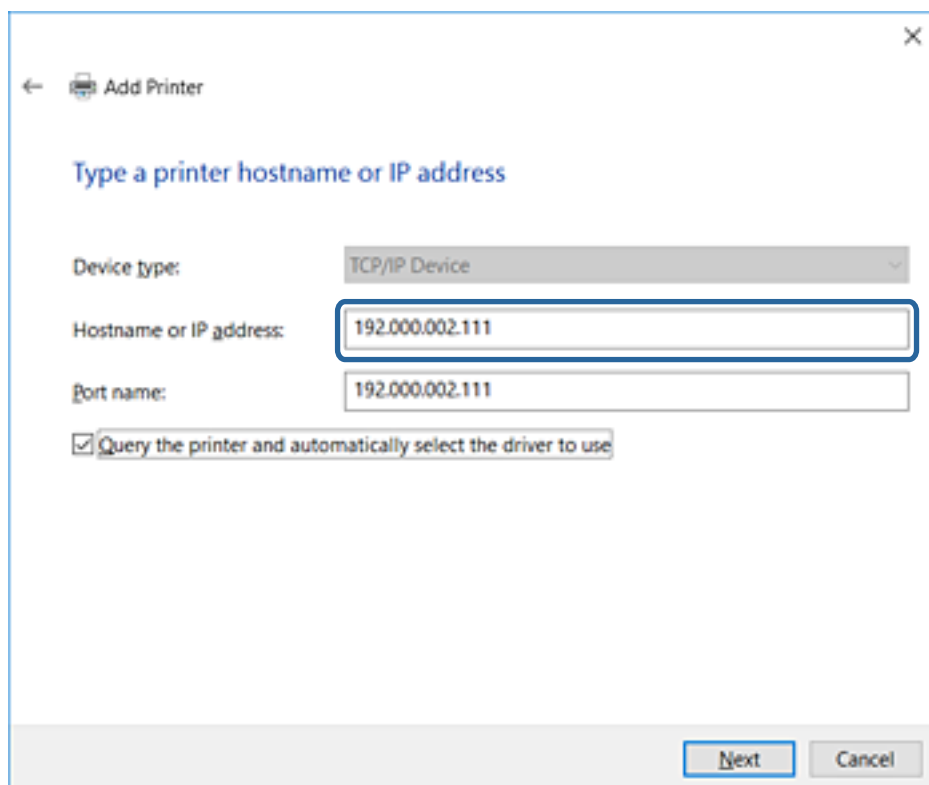 Add Printer
Type a printer hostname or IP address
Device type: TCP/IP Device
Hostname or IP address: 192.000.002.111
Port name: 192.000.002.111
Query the printer and automatically select the driver to use
Next Cancel